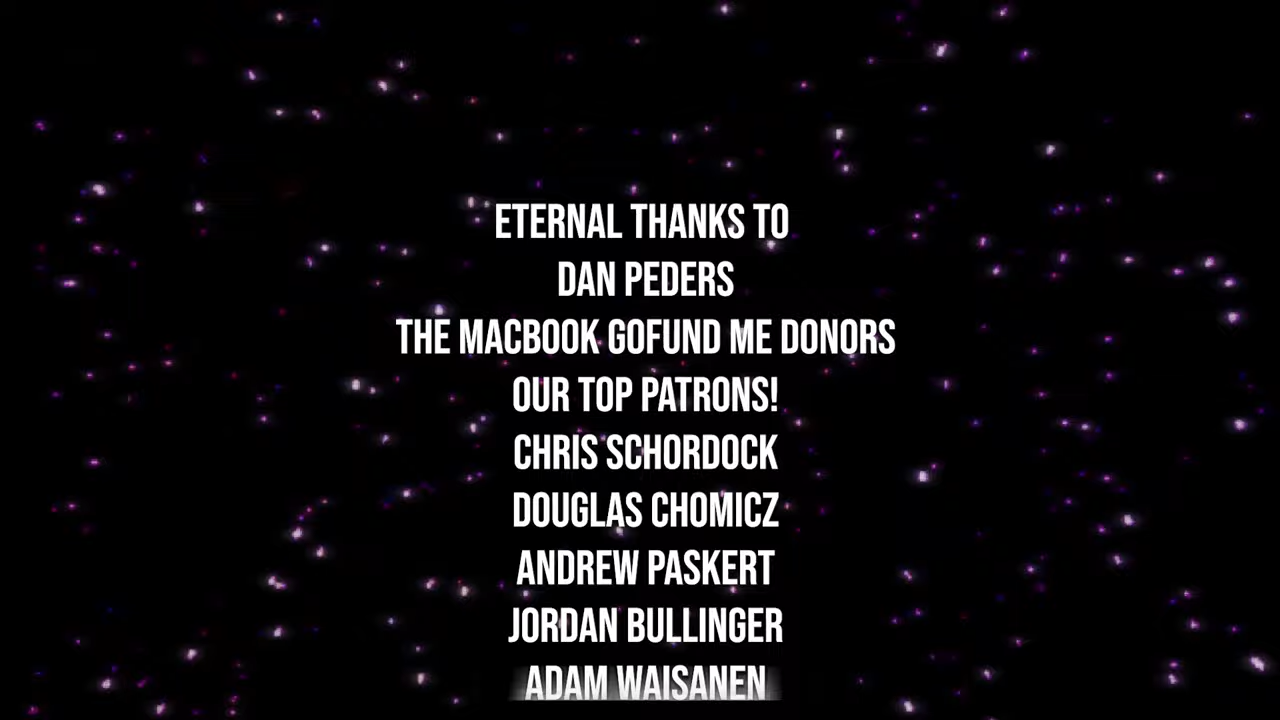 ETERNAL THANKS TO
DAN PEDERS
THE MACBOOK GOFUND ME DONORS
OUR TOP PATRONS!
CHRIS SCHORDOCK
DOUGLAS CHOMICZ
ANDREW PASKERT
JORDAN BULLINGER
ADAM WAISANEN